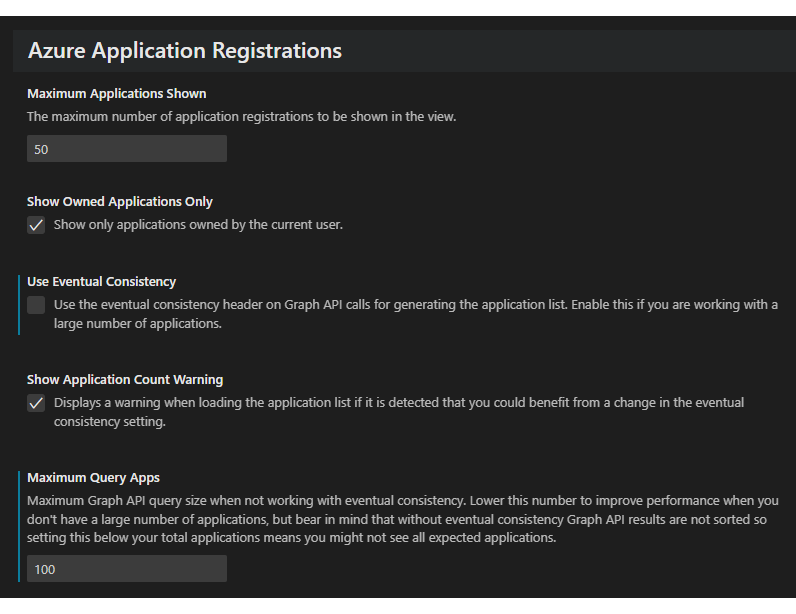 Azure Application Registrations
Maximum Applications Shown
The maximum number of application registrations to be shown in the view.
50
Show Owned Applications Only
Show only applications owned by the current user.
Use Eventual Consistency
Use the eventual consistency header on Graph API calls for generating the application list. Enable this if you are working with a
large number of applications.
Show Application Count Warning
Displays a warning when loading the application list if it is detected that you could benefit from a change in the eventual
consistency setting.
Maximum Query Apps
Maximum Graph API query size when not working with eventual consistency. Lower this number to improve performance when you
don't have a large number of applications, but bear in mind that without eventual consistency Graph API results are not sorted so
setting this below your total applications means you might not see all expected applications.
100